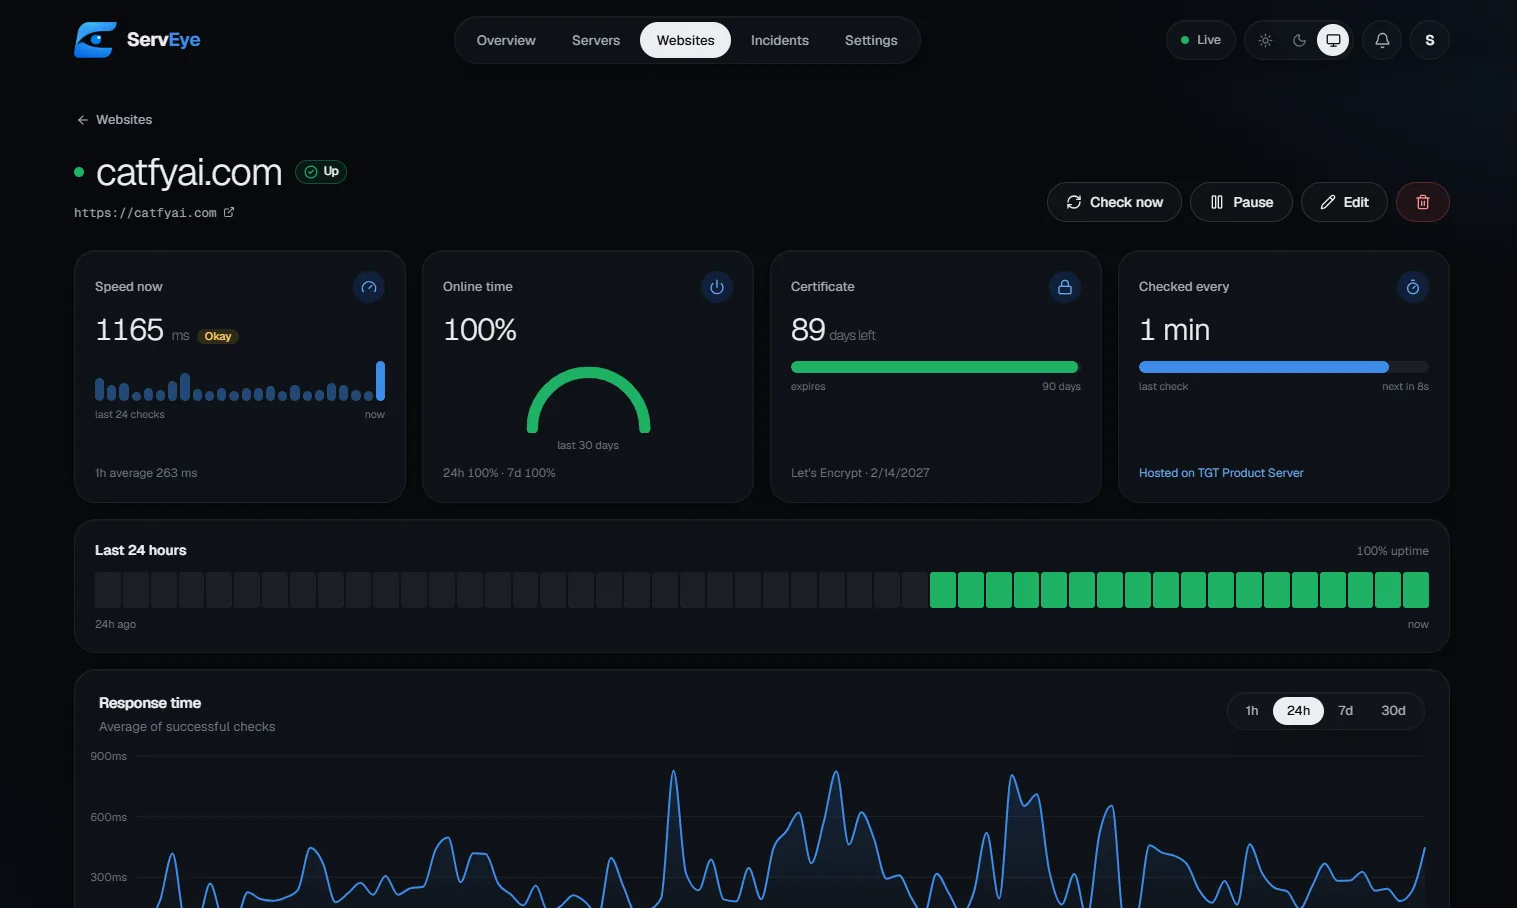 ServEye
Overview Servers Websites Incidents Settings
Live
S
Websites
catfyai.com Up
https://catfyai.com
Check now Pause Edit
Speed now
1165 ms Okay
last 24 checks now
1h average 263 ms
Online time
100%
last 30 days
24h 100% · 7d 100%
Certificate
89 days left
expires 90 days
Let's Encrypt · 2/14/2027
Checked every
1 min
last check next in 8s
Hosted on TGT Product Server
Last 24 hours 100% uptime
24h ago now
Response time
Average of successful checks
1h 24h 7d 30d
900ms
600ms
300ms